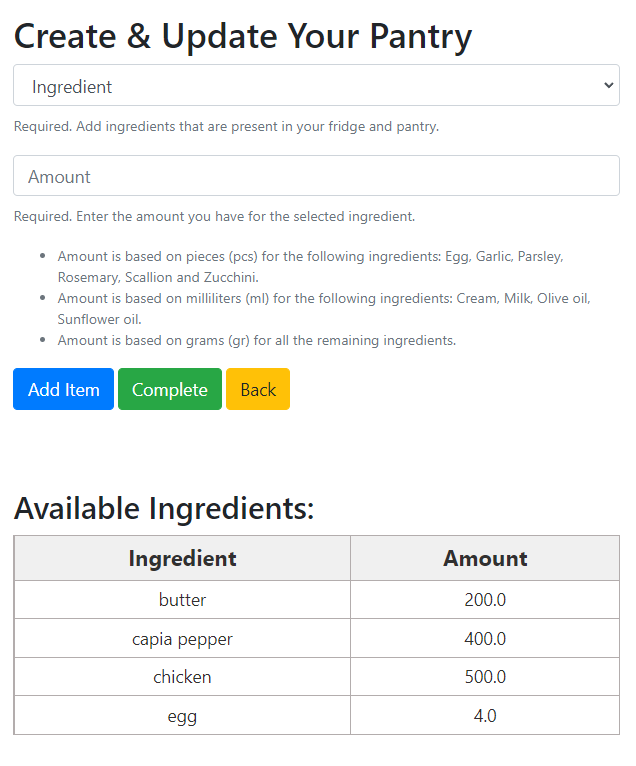 Create & Update Your Pantry
Ingredient
Required. Add ingredients that are present in your fridge and pantry.
Amount
Required. Enter the amount you have for the selected ingredient.
Amount is based on pieces (pcs) for the following ingredients: Egg, Garlic, Parsley,
Rosemary, Scallion and Zucchini.
Amount is based on milliliters (ml) for the following ingredients: Cream, Milk, Olive oil,
Sunflower oil.
Amount is based on grams (gr) for all the remaining ingredients.
Add Item Complete Back
Available Ingredients:
Ingredient Amount
butter 200.0
capia pepper 400.0
chicken 500.0
egg 4.0